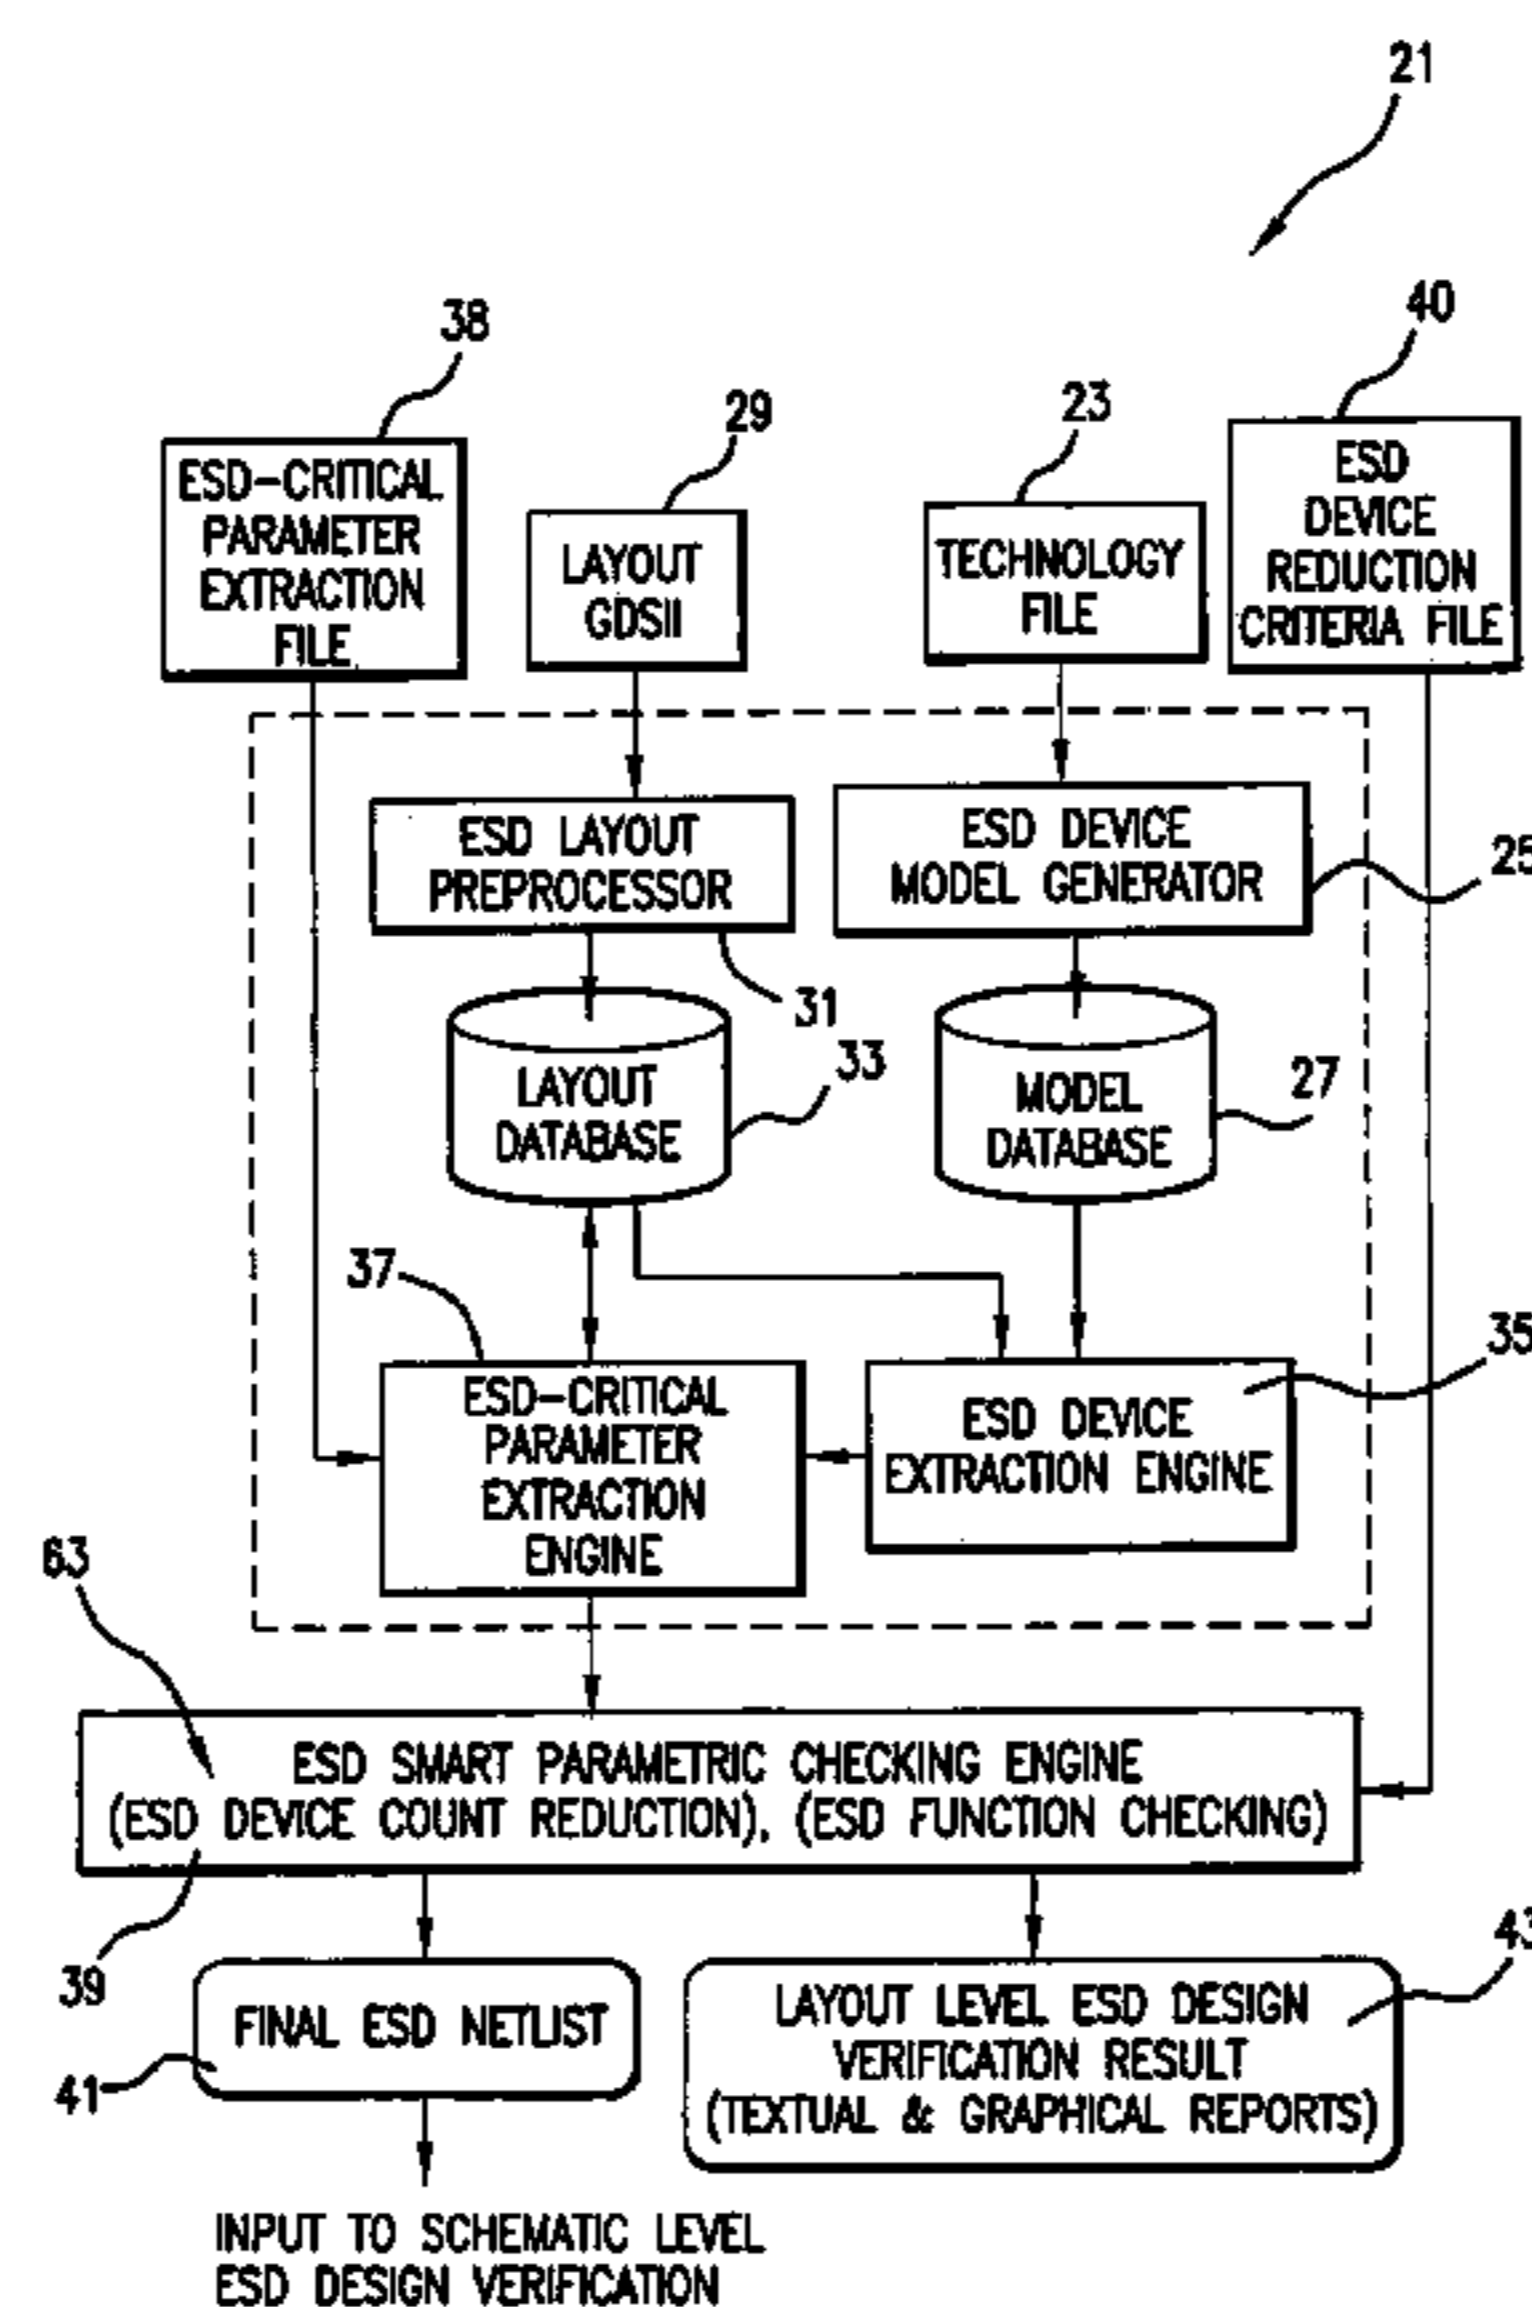 21
38
29
23
40
ESD-CRITICAL
PARAMETER
EXTRACTION
FILE
LAYOUT
GDSII
TECHNOLOGY
FILE
ESD
DEVICE
REDUCTION
CRITERIA FILE
ESD LAYOUT
PREPROCESSOR
31
ESD DEVICE
MODEL GENERATOR
25
LAYOUT
DATABASE
33
MODEL
DATABASE
27
37
ESD-CRITICAL
PARAMETER
EXTRACTION
ENGINE
ESD DEVICE
EXTRACTION ENGINE
35
63
ESD SMART PARAMETRIC CHECKING ENGINE
(ESD DEVICE COUNT REDUCTION), (ESD FUNCTION CHECKING)
39
FINAL ESD NETLIST
41
LAYOUT LEVEL ESD DESIGN
VERIFICATION RESULT
(TEXTUAL & GRAPHICAL REPORTS)
43
INPUT TO SCHEMATIC LEVEL
ESD DESIGN VERIFICATION